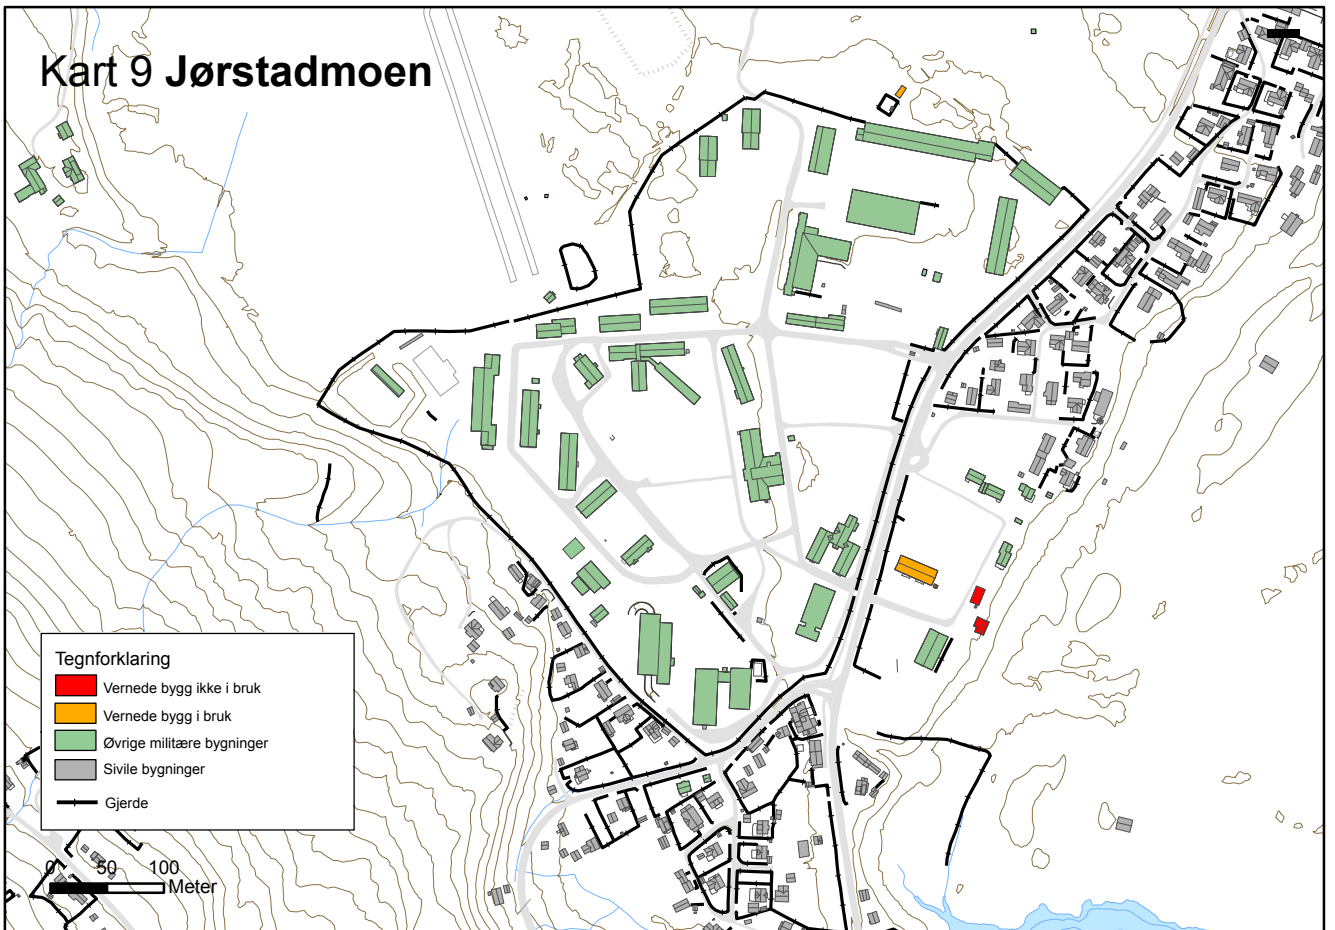 Kart 9 Jørstadmoen
Tegnforklaring
Vernede bygg ikke i bruk
Vernede bygg i bruk
Øvrige militære bygninger
Sivile bygninger
Gjerde
0 50 100
Meter